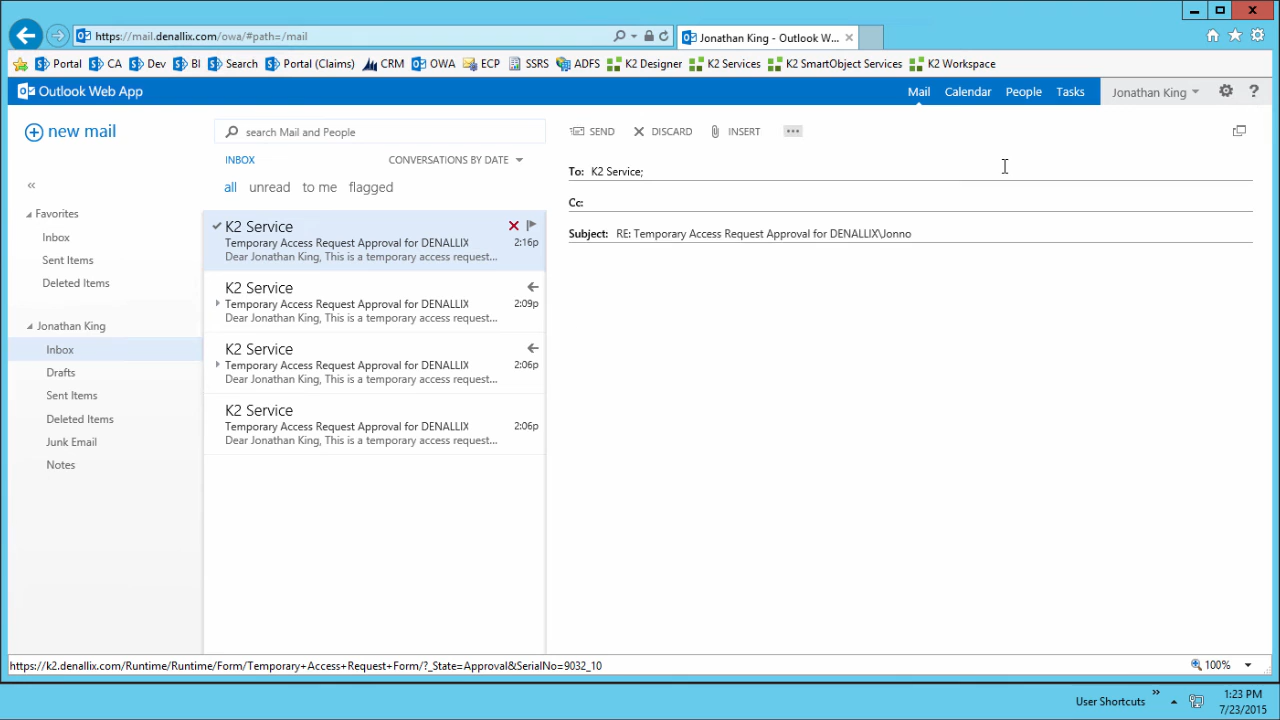 https://mail.denallix.com/owa/#path=/mail
Jonathan King - Outlook W...
Portal
CA
Dev
BI
Search
Portal (Claims)
CRM
OWA
ECP
SSRS
ADFS
K2 Designer
K2 Services
K2 SmartObject Services
K2 Workspace
Outlook Web App
Mail
Calendar
People
Tasks
Jonathan King
?
new mail
search Mail and People
SEND
DISCARD
INSERT
INBOX
CONVERSATIONS BY DATE
all
unread
to me
flagged
To: K2 Service;
Cc:
Subject: RE: Temporary Access Request Approval for DENALLIX\Jonno
«
Favorites
Inbox
Sent Items
Deleted Items
Jonathan King
Inbox
Drafts
Sent Items
Deleted Items
Junk Email
Notes
K2 Service
Temporary Access Request Approval for DENALLIX
2:16p
Dear Jonathan King, This is a temporary access request...
K2 Service
Temporary Access Request Approval for DENALLIX
2:09p
Dear Jonathan King, This is a temporary access request...
K2 Service
Temporary Access Request Approval for DENALLIX
2:06p
Dear Jonathan King, This is a temporary access request...
K2 Service
Temporary Access Request Approval for DENALLIX
2:06p
Dear Jonathan King, This is a temporary access request...
https://k2.denallix.com/Runtime/Runtime/Form/Temporary+Access+Request+Form/?_State=Approval&SerialNo=9032_10
100%
User Shortcuts
1:23 PM
7/23/2015